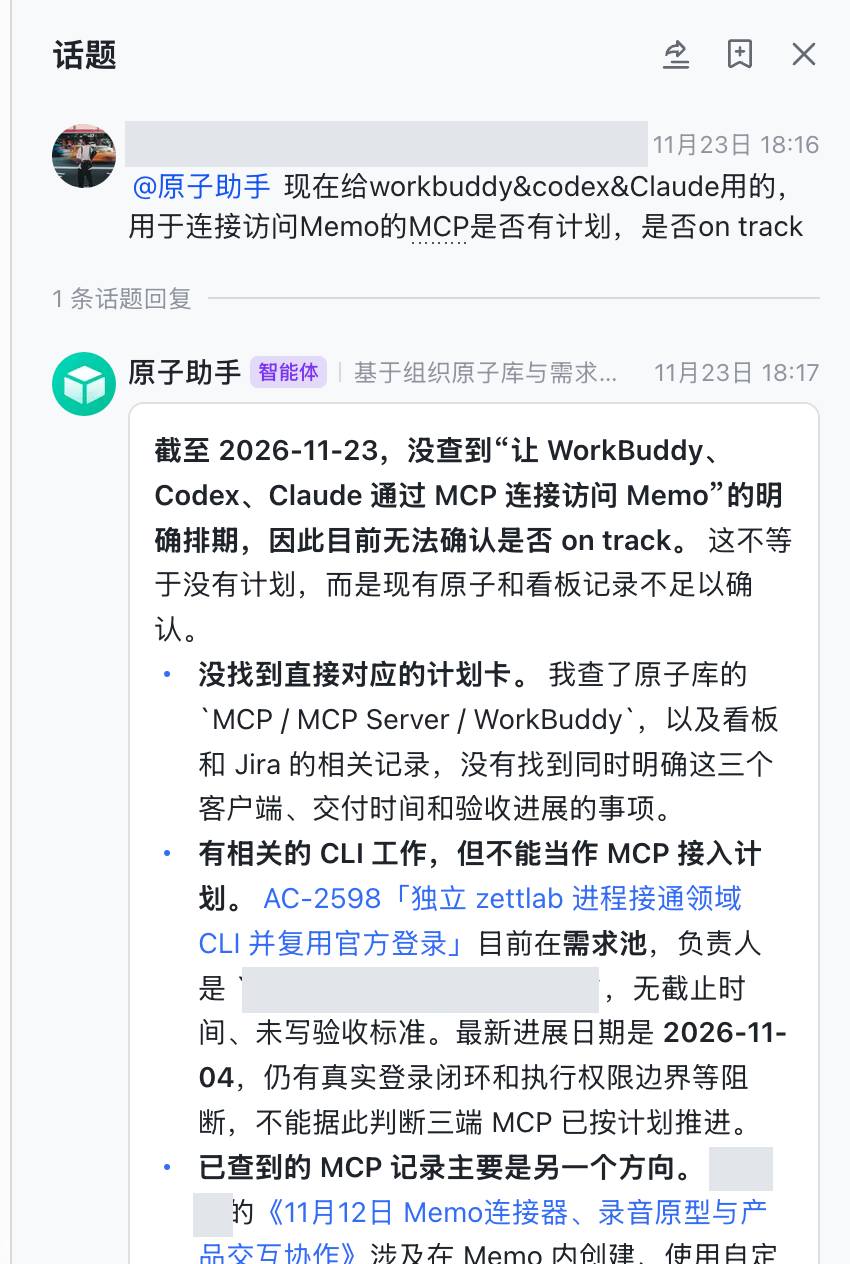 话题
11月23日 18:16
@原子助手 现在给workbuddy&codex&Claude用的，
用于连接访问Memo的MCP是否有计划，是否on track
1 条话题回复
原子助手 智能体 | 基于组织原子库与需求... 11月23日 18:17
截至 2026-11-23，没查到“让 WorkBuddy、
Codex、Claude 通过 MCP 连接访问 Memo”的明
确排期，因此目前无法确认是否 on track。 这不等
于没有计划，而是现有原子和看板记录不足以确
认。
• 没找到直接对应的计划卡。 我查了原子库的
`MCP / MCP Server / WorkBuddy`，以及看板
和 Jira 的相关记录，没有找到同时明确这三个
客户端、交付时间和验收进展的事项。
• 有相关的 CLI 工作，但不能当作 MCP 接入计
划。 AC-2598「独立 zettlab 进程接通领域
CLI 并复用官方登录」目前在需求池，负责人
是 ` ，无截止时
间、未写验收标准。最新进展日期是 2026-11-
04，仍有真实登录闭环和执行权限边界等阻
断，不能据此判断三端 MCP 已按计划推进。
• 已查到的 MCP 记录主要是另一个方向。
的《11月12日 Memo连接器、录音原型与产
品交互协作》涉及在 Memo 内创建、使用自定